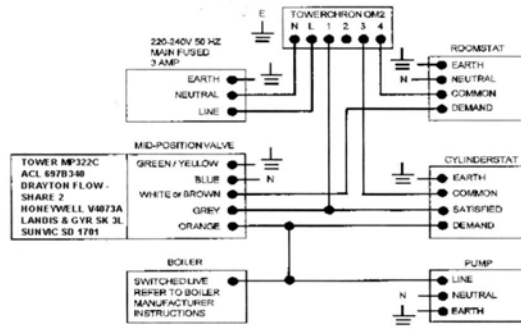 E
TOWERCHRON QM2
N L 1 2 3 4
220-240V 50 HZ
MAIN FUSED
3 AMP
EARTH
NEUTRAL
LINE
ROOMSTAT
EARTH
N
NEUTRAL
COMMON
DEMAND
TOWER MP322C
ACL 697B340
DRAYTON FLOW -
SHARE 2
HONEYWELL V4073A
LANDIS & GYR SK 3L
SUNVIC SD 1701
MID-POSITION VALVE
GREEN / YELLOW
BLUE
N
WHITE or BROWN
GREY
ORANGE
CYLINDERSTAT
EARTH
COMMON
SATISFIED
DEMAND
BOILER
SWITCHED LIVE
REFER TO BOILER
MANUFACTURER
INSTRUCTIONS
PUMP
LINE
N
NEUTRAL
EARTH